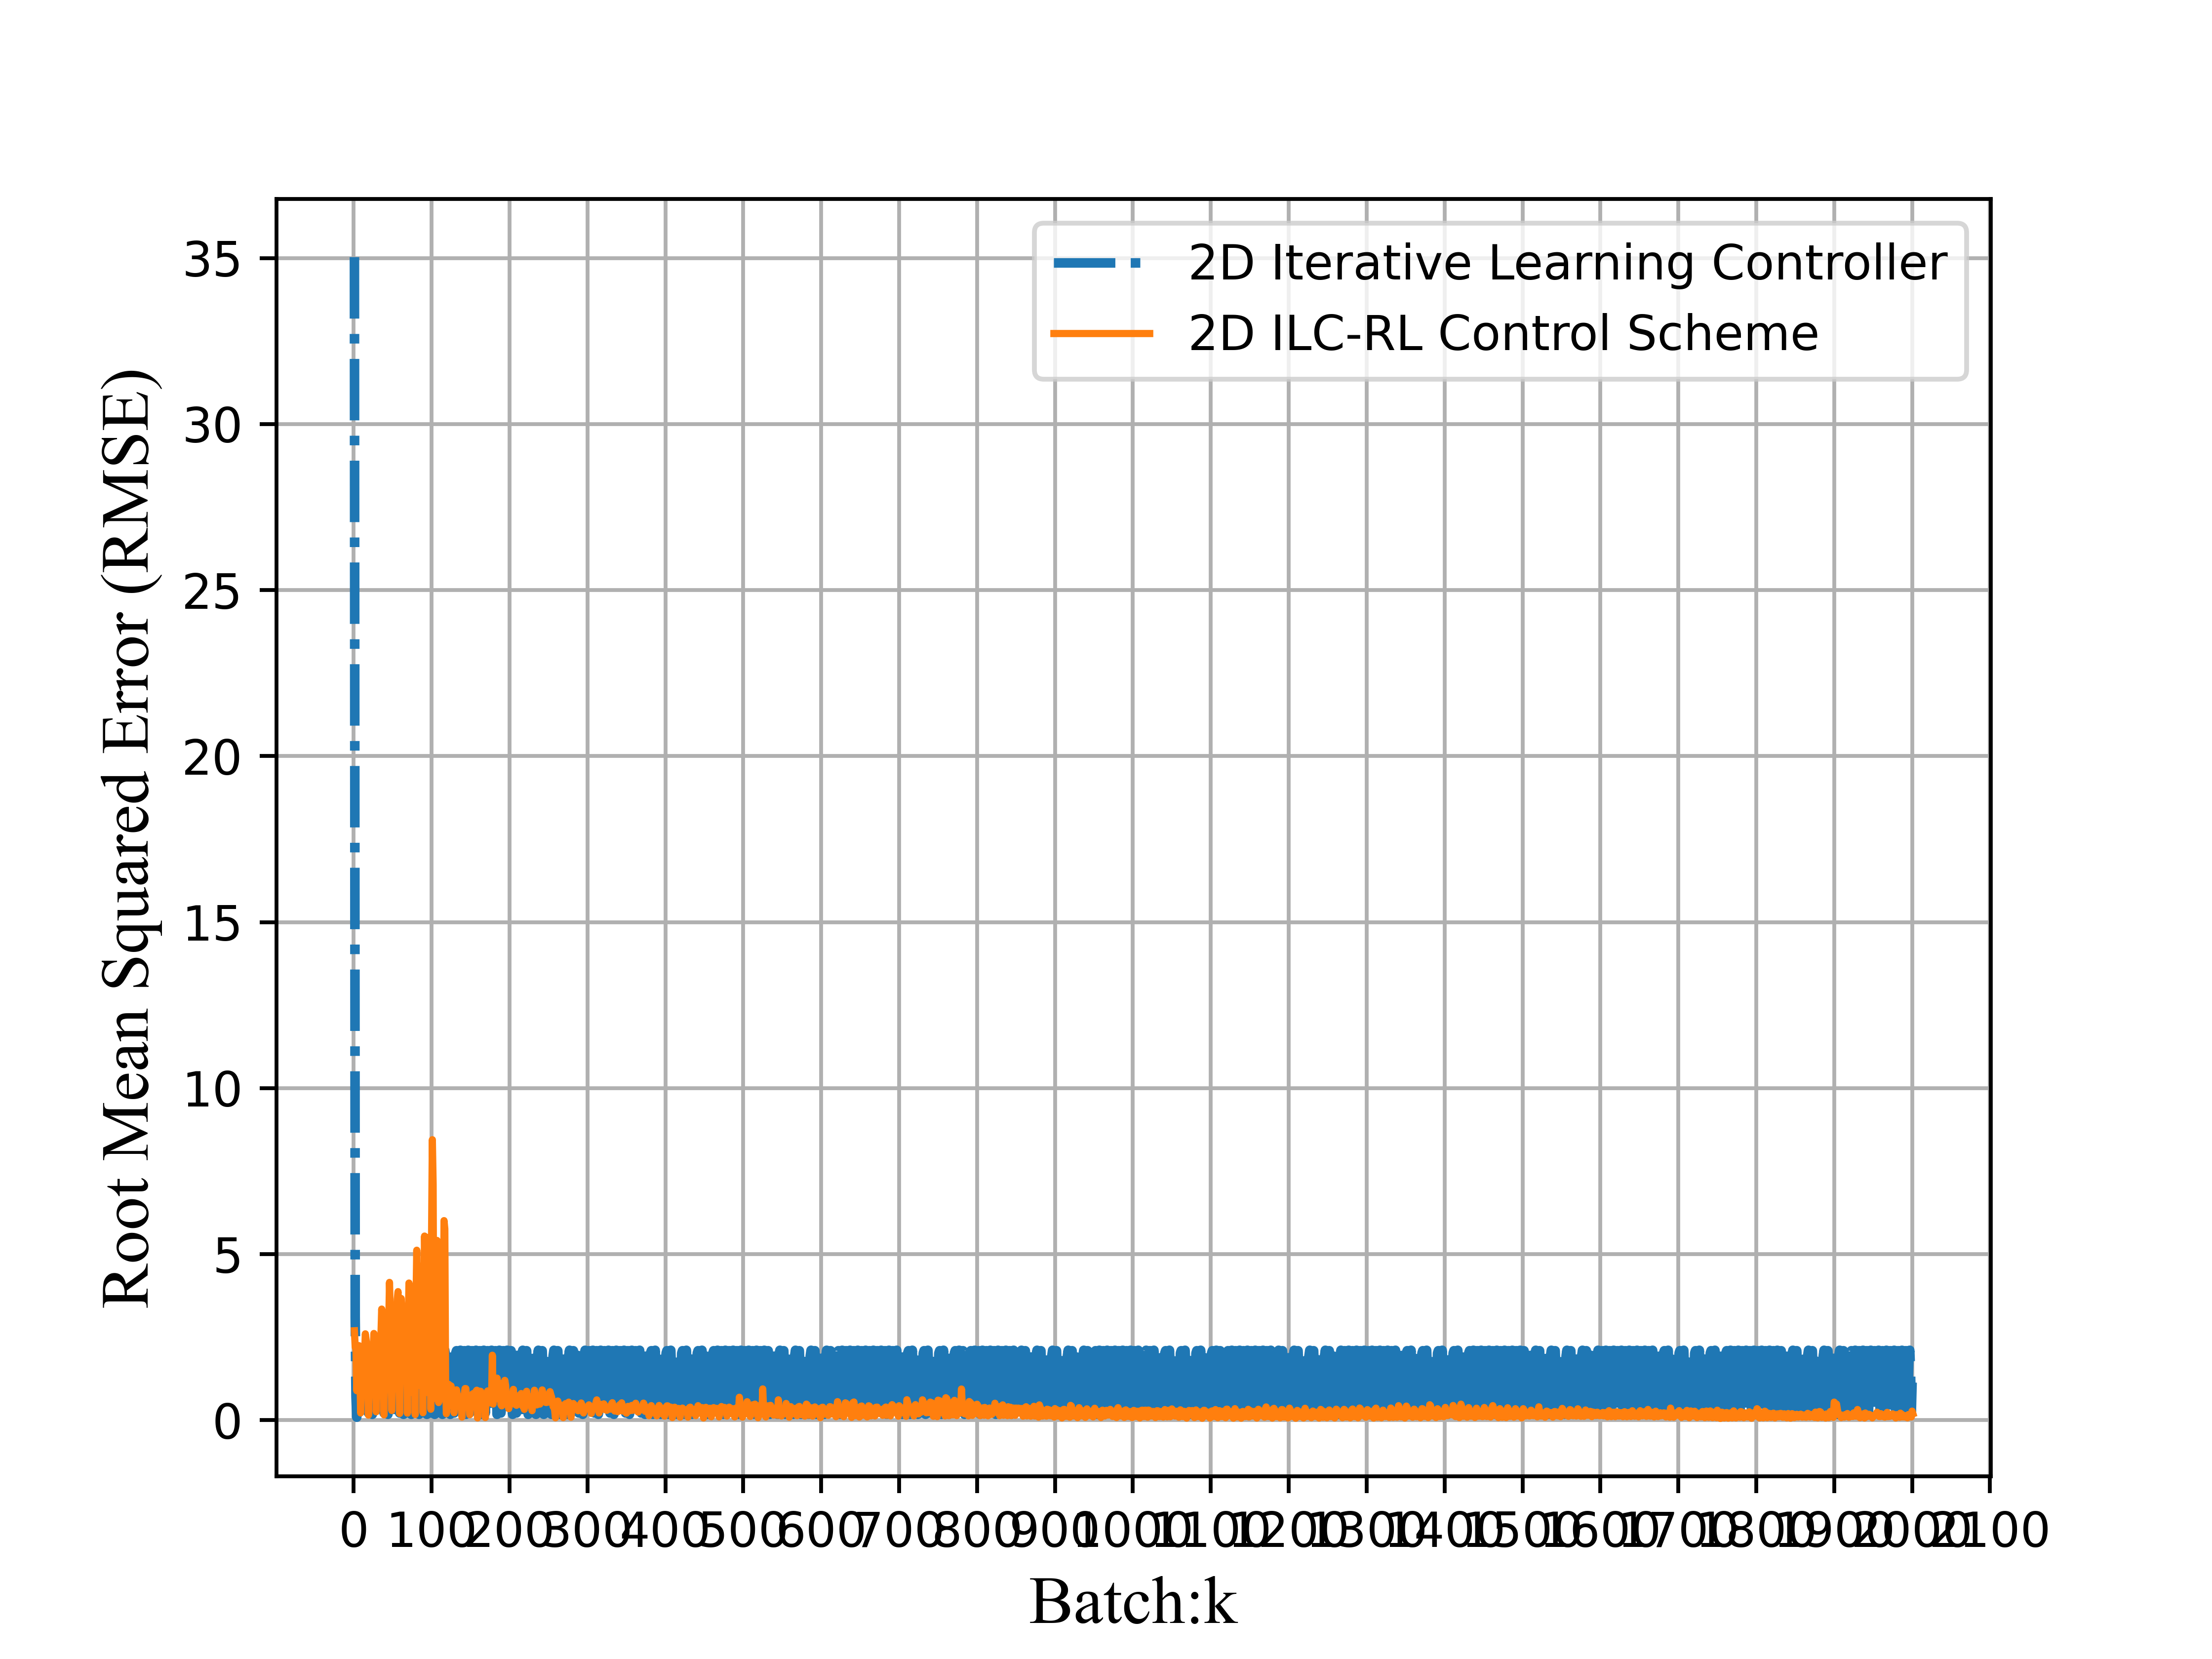 2D Iterative Learning Controller
2D ILC-RL Control Scheme
Root Mean Squared Error (RMSE)
35
30
25
20
15
10
5
0
0 100 200 300 400 500 600 700 800 900 1000 1100 1200 1300 1400 1500 1600 1700 1800 1900 2000 2100
Batch:k